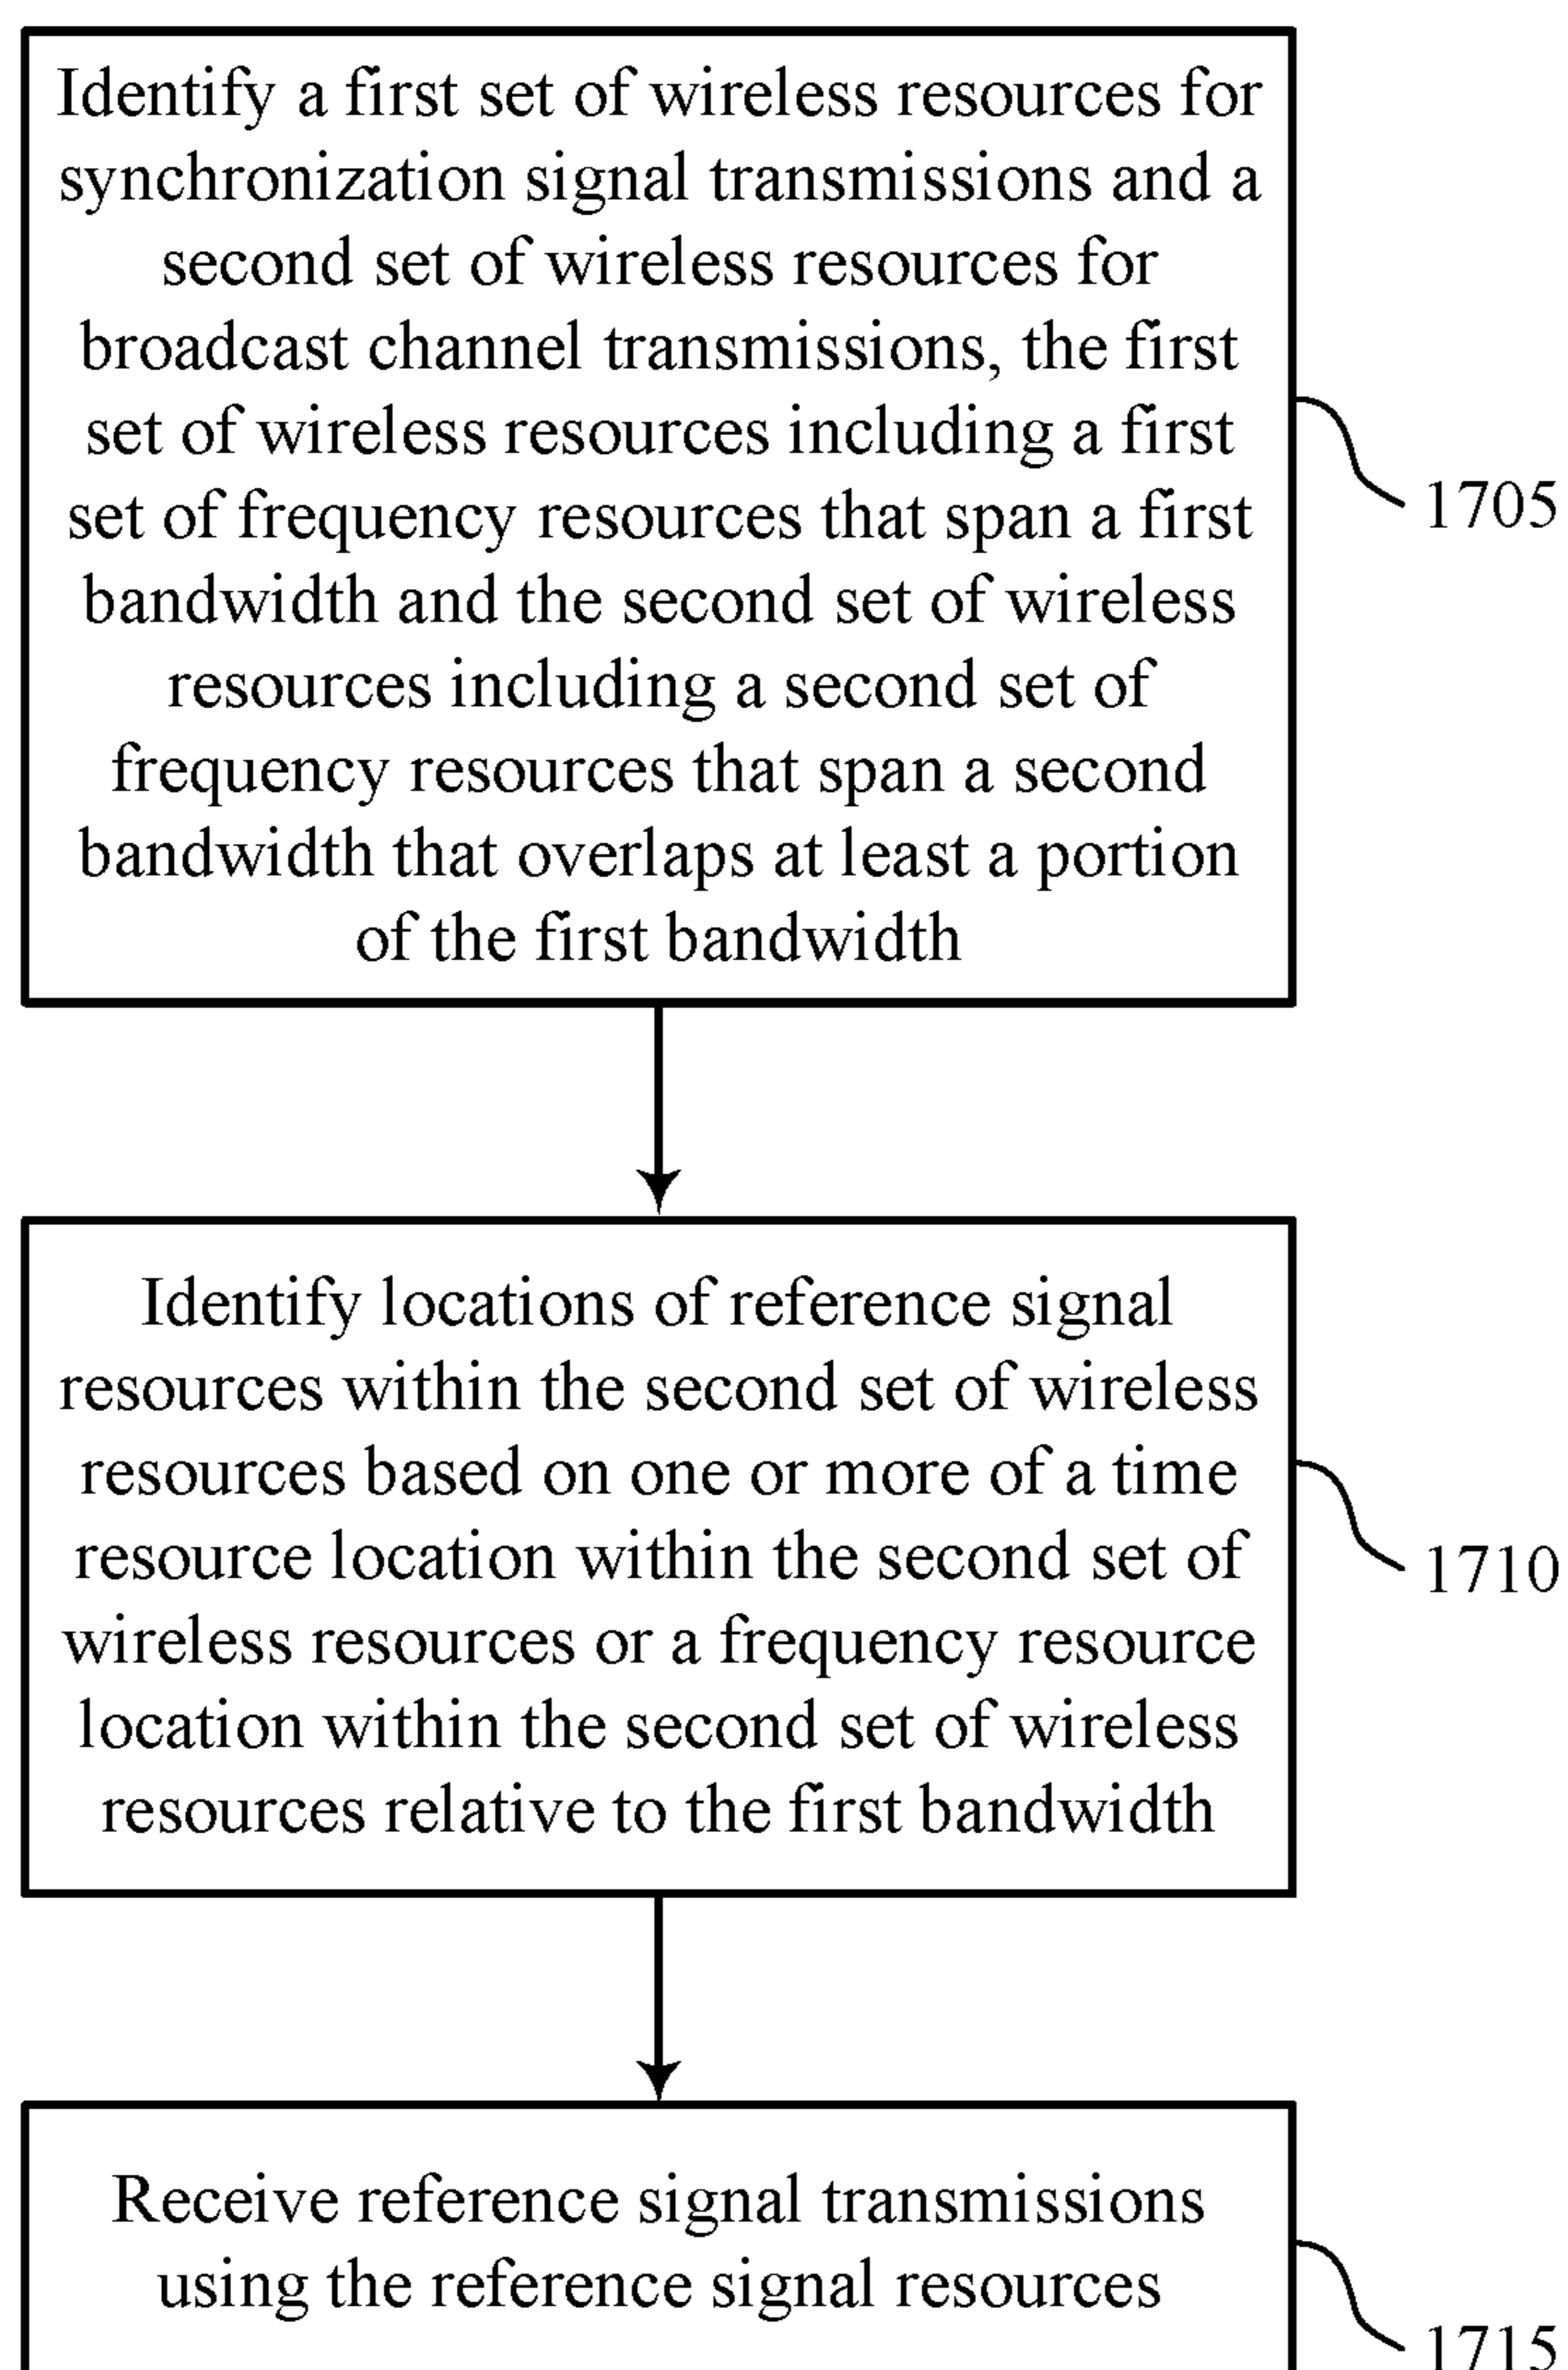 Identify a first set of wireless resources for
synchronization signal transmissions and a
second set of wireless resources for
broadcast channel transmissions, the first
set of wireless resources including a first
set of frequency resources that span a first
bandwidth and the second set of wireless
resources including a second set of
frequency resources that span a second
bandwidth that overlaps at least a portion
of the first bandwidth
1705
Identify locations of reference signal
resources within the second set of wireless
resources based on one or more of a time
resource location within the second set of
wireless resources or a frequency resource
location within the second set of wireless
resources relative to the first bandwidth
1710
Receive reference signal transmissions
using the reference signal resources
1715